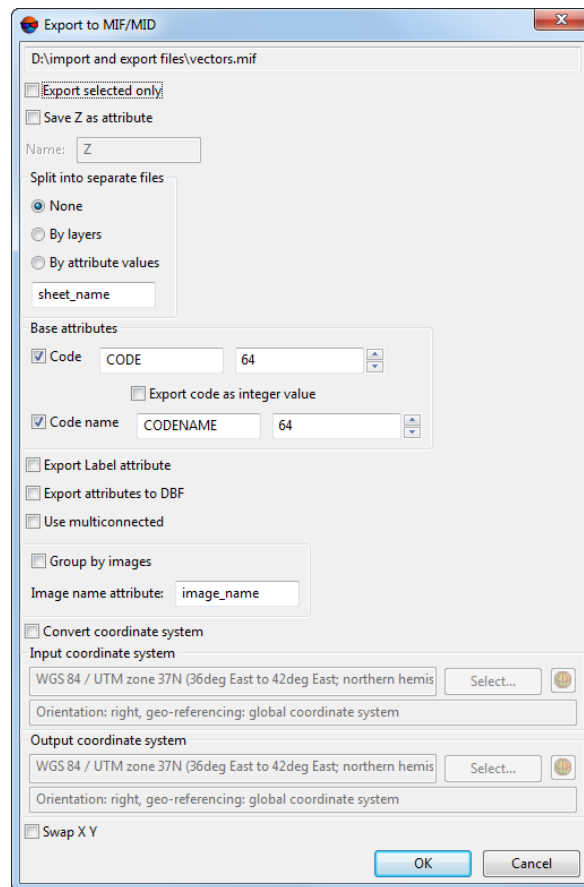 Export to MIF/MID
D:\import and export files\vectors.mif
Export selected only
Save Z as attribute
Name: Z
Split into separate files
None
By layers
By attribute values
sheet_name
Base attributes
Code CODE 64
Export code as integer value
Code name CODENAME 64
Export Label attribute
Export attributes to DBF
Use multiconnected
Group by images
Image name attribute: image_name
Convert coordinate system
Input coordinate system
WGS 84 / UTM zone 37N (36deg East to 42deg East; northern hemis Select...
Orientation: right, geo-referencing: global coordinate system
Output coordinate system
WGS 84 / UTM zone 37N (36deg East to 42deg East; northern hemis Select...
Orientation: right, geo-referencing: global coordinate system
Swap X Y
OK Cancel